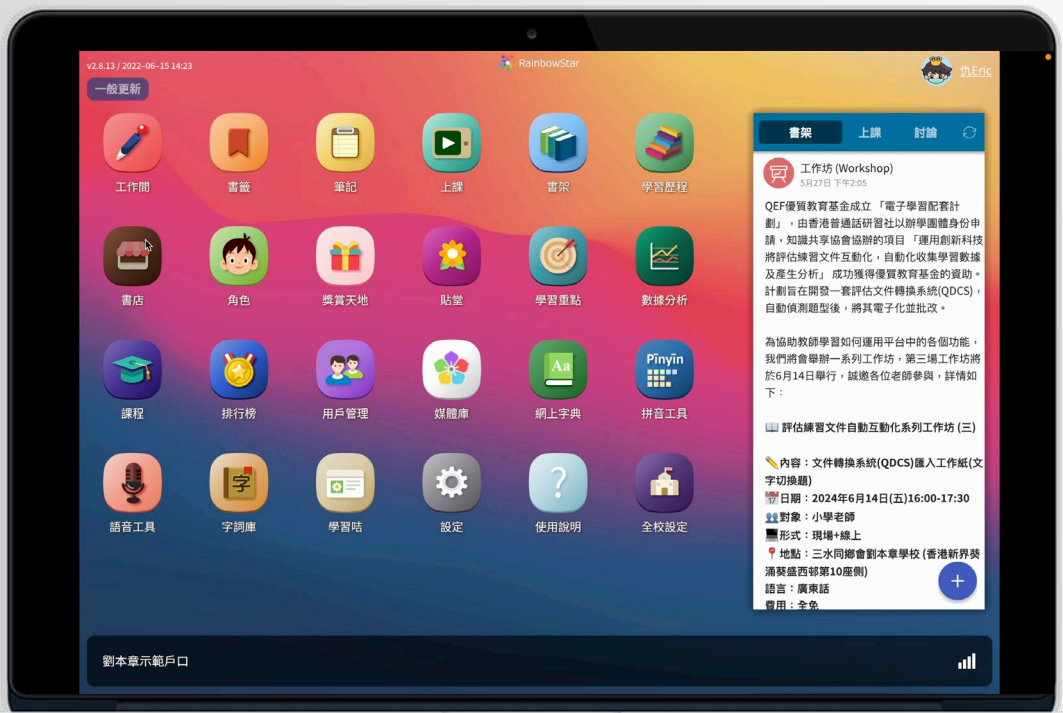 v2.8.13 / 2022-06-15 14:23
RainbowStar
仇Eric
一般更新
工作間
書籤
筆記
上課
書架
學習歷程
書店
角色
獎賞天地
貼堂
學習重點
數據分析
課程
排行榜
用戶管理
媒體庫
Aa
網上字典
Pīnyīn
拼音工具
語音工具
字
字詞庫
學習咭
設定
?
使用說明
全校設定
書架
上課
討論
工作坊 (Workshop)
5月27日 下午2:05
QEF優質教育基金成立 「電子學習配套計
劃」，由香港普通話研習社以辦學團體身份申
請，知識共享協會協辦的項目 「運用創新科技
將評估練習文件互動化，自動化收集學習數據
及產生分析」 成功獲得優質教育基金的資助。
計劃旨在開發一套評估文件轉換系統(QDCS)，
自動偵測題型後，將其電子化並批改。
為協助教師學習如何運用平台中的各個功能，
我們將會舉辦一系列工作坊，第三場工作坊將
於6月14日舉行，誠邀各位老師參與，詳情如
下：
📖 評估練習文件自動互動化系列工作坊 (三)
✏️內容：文件轉換系統(QDCS)匯入工作紙(文
字切換題)
📅日期：2024年6月14日(五)16:00-17:30
👥對象：小學老師
💻形式：現場+線上
📍地點：三水同鄉會劉本章學校 (香港新界葵
涌葵盛西邨第10座側)
語言：廣東話
費用：全免
+
劉本章示範戶口